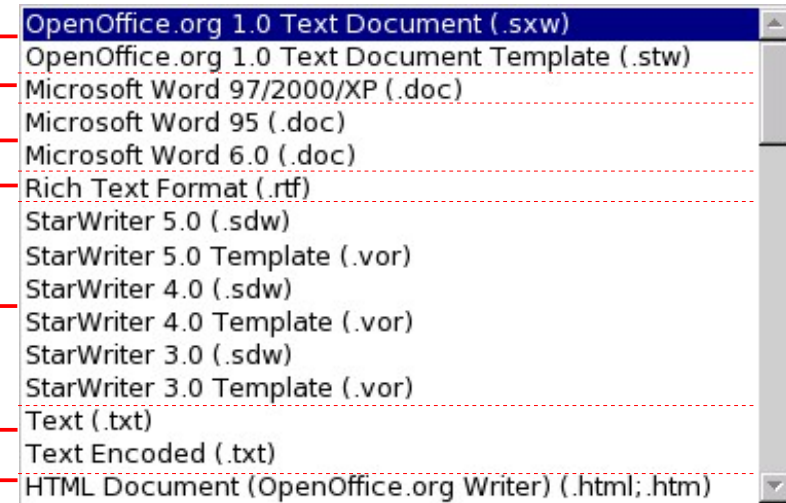 OpenOffice.org 1.0 Text Document (.sxw)
OpenOffice.org 1.0 Text Document Template (.stw)
Microsoft Word 97/2000/XP (.doc)
Microsoft Word 95 (.doc)
Microsoft Word 6.0 (.doc)
Rich Text Format (.rtf)
StarWriter 5.0 (.sdw)
StarWriter 5.0 Template (.vor)
StarWriter 4.0 (.sdw)
StarWriter 4.0 Template (.vor)
StarWriter 3.0 (.sdw)
StarWriter 3.0 Template (.vor)
Text (.txt)
Text Encoded (.txt)
HTML Document (OpenOffice.org Writer) (.html;.htm)